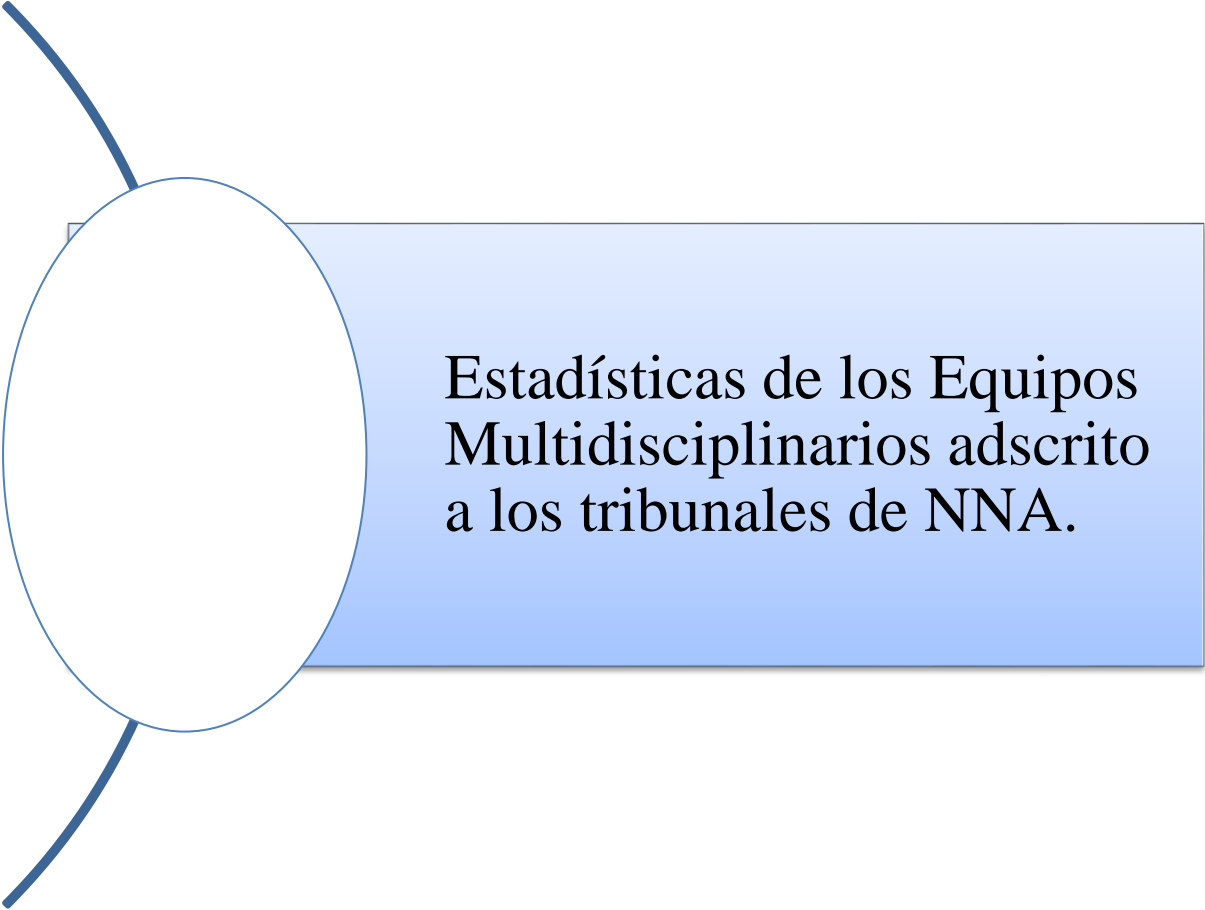 Estadísticas de los Equipos
Multidisciplinarios adscrito
a los tribunales de NNA.